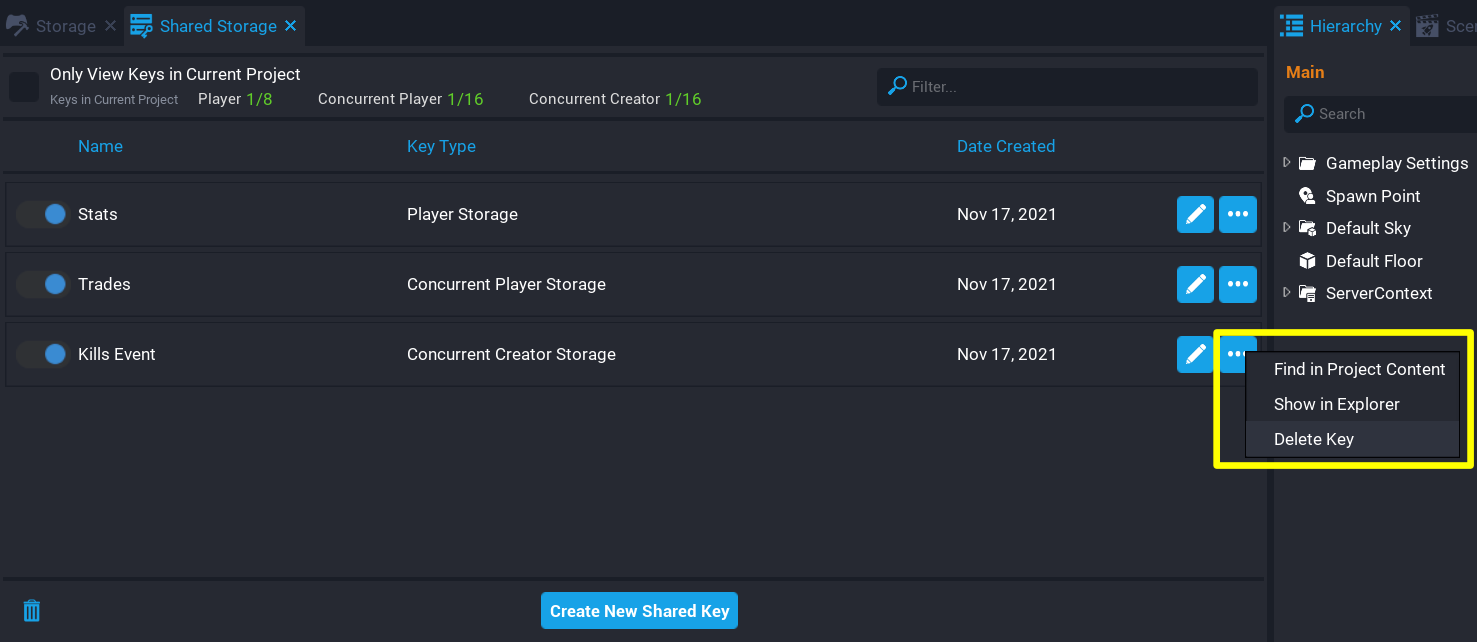 Storage
Shared Storage
Hierarchy
Scer
Only View Keys in Current Project
Keys in Current Project Player 1/8 Concurrent Player 1/16 Concurrent Creator 1/16
Filter...
Main
Search
Name Key Type Date Created
Stats Player Storage Nov 17, 2021
Trades Concurrent Player Storage Nov 17, 2021
Kills Event Concurrent Creator Storage Nov 17, 2021
Gameplay Settings
Spawn Point
Default Sky
Default Floor
ServerContext
Find in Project Content
Show in Explorer
Delete Key
Create New Shared Key